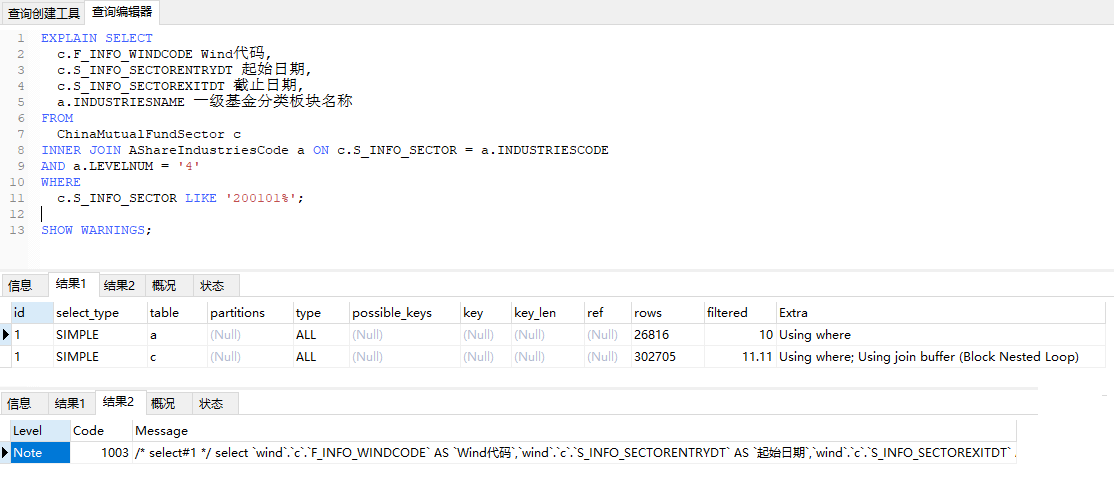 查询创建工具 查询编辑器
1 EXPLAIN SELECT
2 c.F_INFO_WINDCODE Wind代码,
3 c.S_INFO_SECTORENTRYDT 起始日期,
4 c.S_INFO_SECTOREXITDT 截止日期,
5 a.INDUSTRIESNAME 一级基金分类板块名称
6 FROM
7 ChinaMutualFundSector c
8 INNER JOIN AShareIndustriesCode a ON c.S_INFO_SECTOR = a.INDUSTRIESCODE
9 AND a.LEVELNUM = '4'
10 WHERE
11 c.S_INFO_SECTOR LIKE '200101%';
12
13 SHOW WARNINGS;
信息 结果1 结果2 概况 状态
id select_type table partitions type possible_keys key key_len ref rows filtered Extra
1 SIMPLE a (Null) ALL (Null) (Null) (Null) (Null) 26816 10 Using where
1 SIMPLE c (Null) ALL (Null) (Null) (Null) (Null) 302705 11.11 Using where; Using join buffer (Block Nested Loop)
信息 结果1 结果2 概况 状态
Level Code Message
Note 1003 /* select#1 */ select `wind`.`c`.`F_INFO_WINDCODE` AS `Wind代码`,`wind`.`c`.`S_INFO_SECTORENTRYDT` AS `起始日期`,`wind`.`c`.`S_INFO_SECTOREXITDT` .